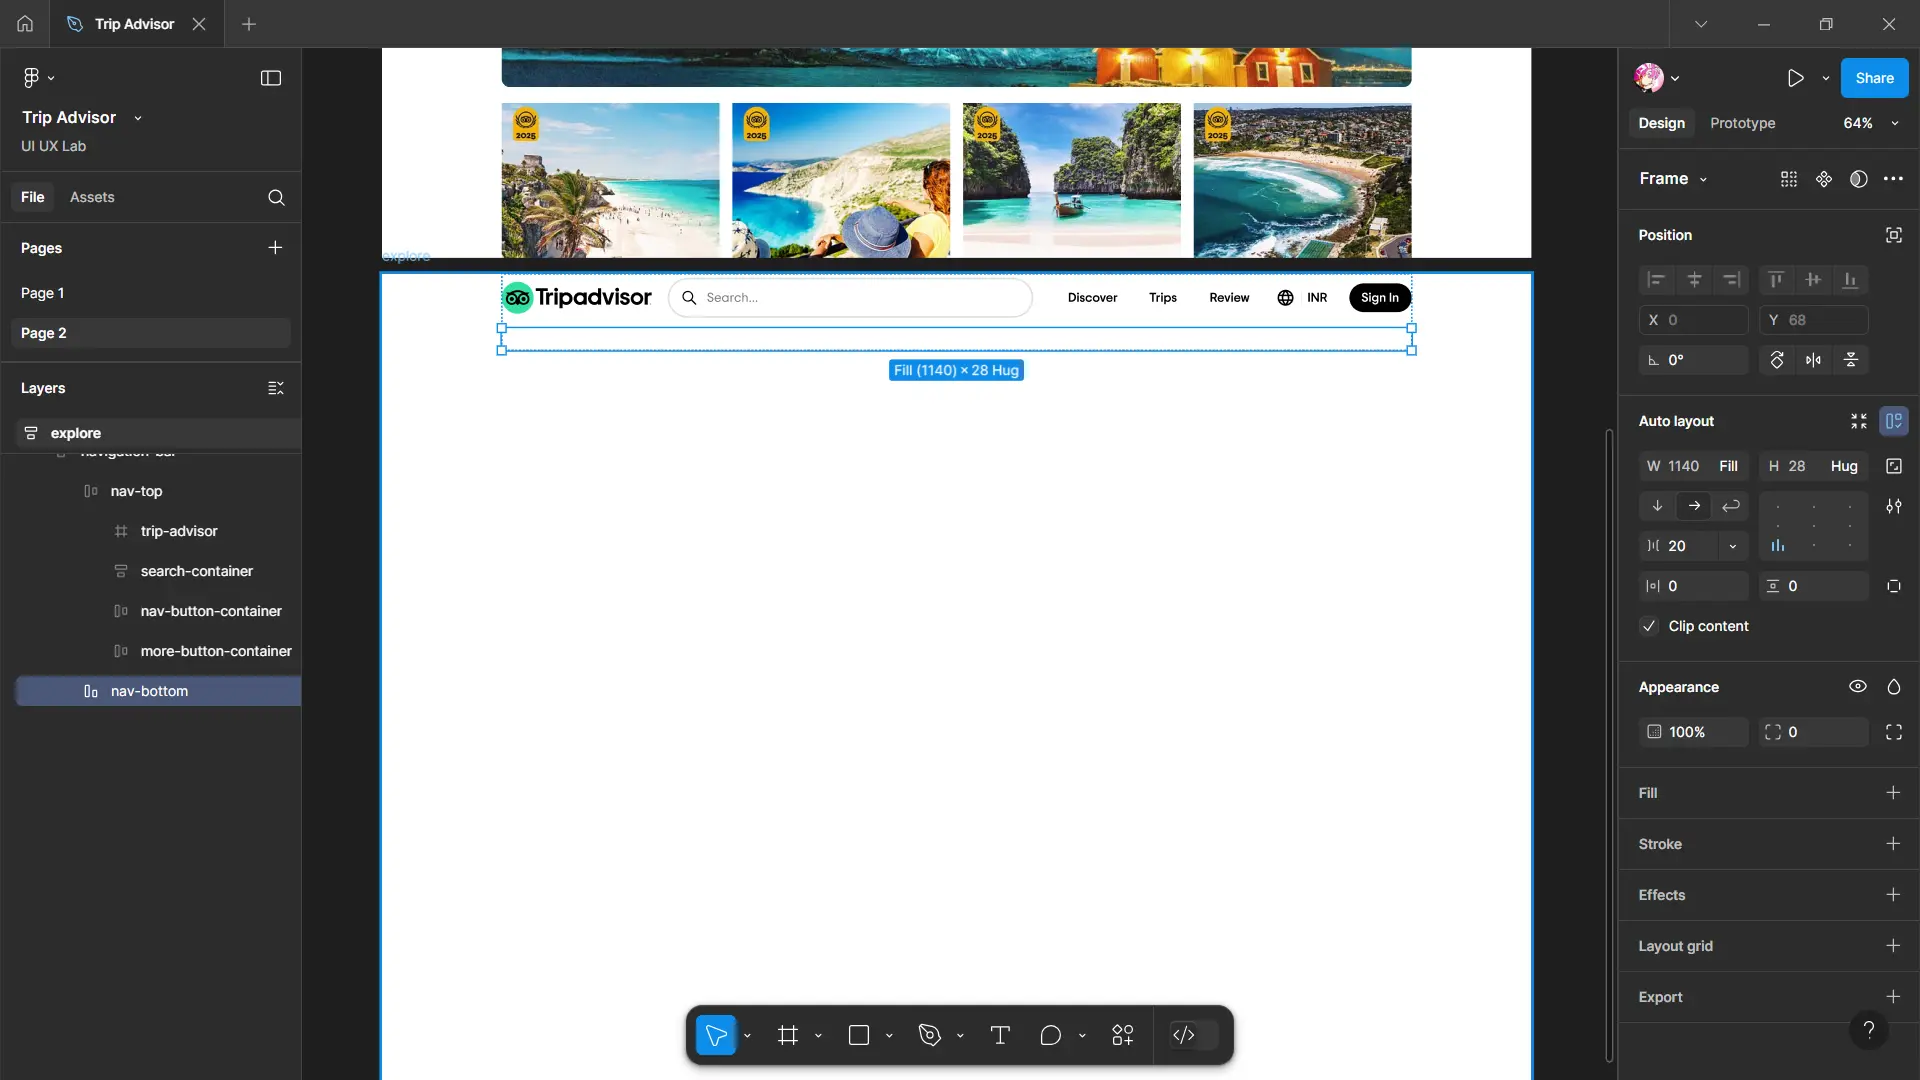 Trip Advisor
Trip Advisor
UI UX Lab
File
Assets
Pages
Page 1
Page 2
Layers
explore
navigation-bar
nav-top
trip-advisor
search-container
nav-button-container
more-button-container
nav-bottom
2025
2025
2025
2025
explore
Tripadvisor
Search...
Discover
Trips
Review
INR
Sign In
Fill (1140) × 28 Hug
Share
Design
Prototype
64%
Frame
Position
X 0
Y 68
0°
Auto layout
W 1140 Fill
H 28 Hug
20
0
0
Clip content
Appearance
100%
0
Fill
Stroke
Effects
Layout grid
Export
?